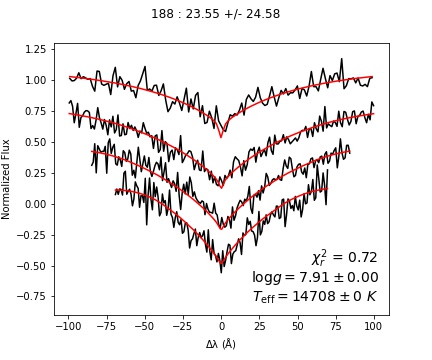 188 : 23.55 +/- 24.58
1.25
1.00
0.75
0.50
0.25
0.00
−0.25
−0.50
−0.75
Normalized Flux
χ²ᵣ = 0.72
logg = 7.91 ± 0.00
Teff = 14708 ± 0 K
−100 −75 −50 −25 0 25 50 75 100
Δλ (Å)